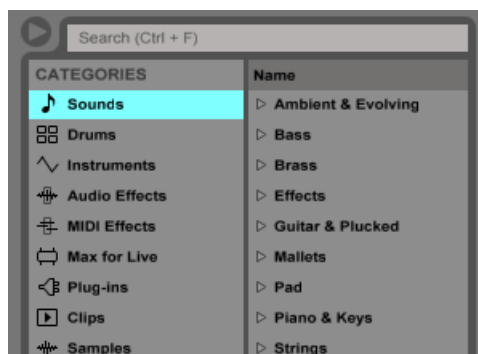 Search (Ctrl + F)
CATEGORIES
Sounds
Drums
Instruments
Audio Effects
MIDI Effects
Max for Live
Plug-ins
Clips
Samples
Name
Ambient & Evolving
Bass
Brass
Effects
Guitar & Plucked
Mallets
Pad
Piano & Keys
Strings